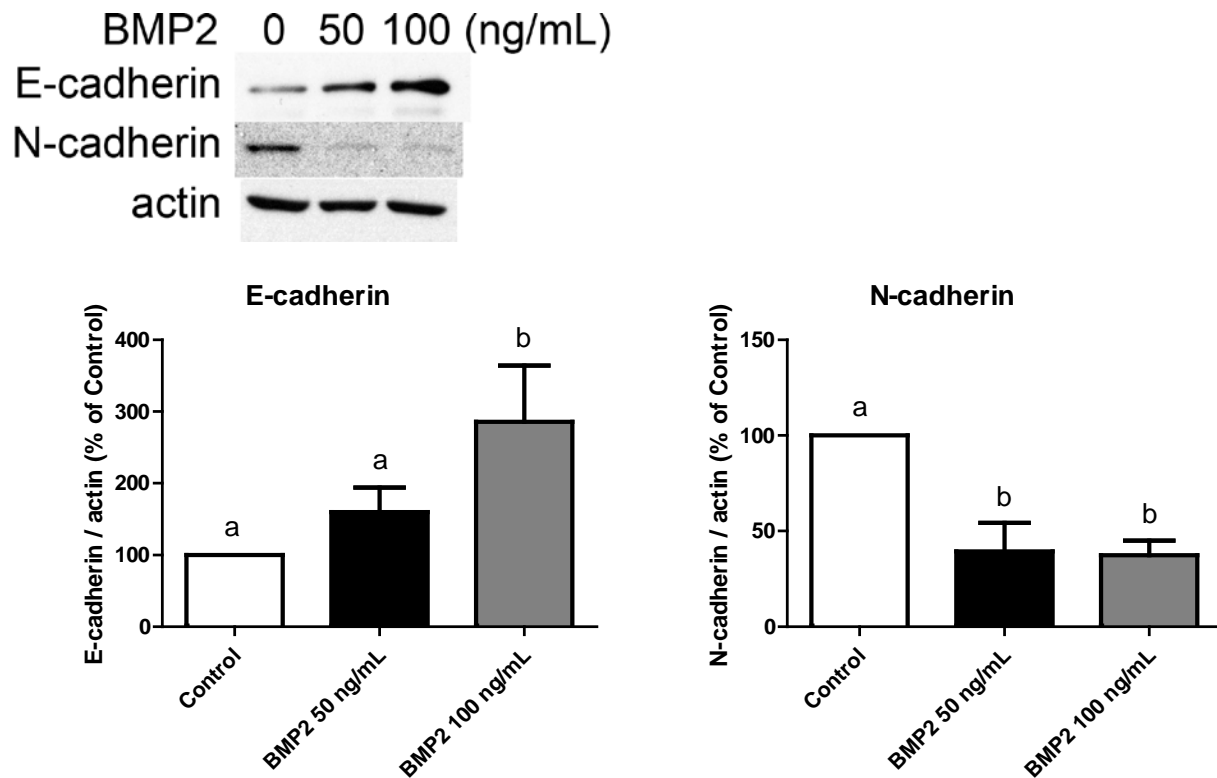 BMP2 0 50 100 (ng/mL)
E-cadherin
N-cadherin
actin
E-cadherin
E-cadherin / actin (% of Control)
400
300
200
100
0
a
a
b
Control
BMP2 50 ng/mL
BMP2 100 ng/mL
N-cadherin
N-cadherin / actin (% of Control)
150
100
50
0
a
b
b
Control
BMP2 50 ng/mL
BMP2 100 ng/mL